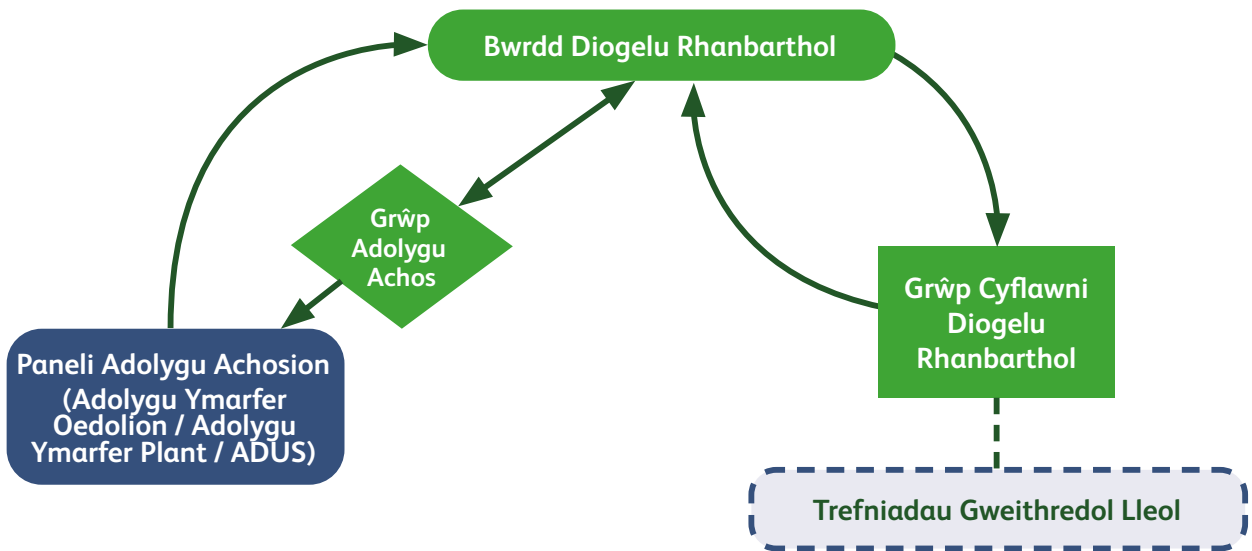 Bwrdd Diogelu Rhanbarthol
Grŵp
Adolygu
Achos
Grŵp Cyflawni
Diogelu
Rhanbarthol
Paneli Adolygu Achosion
(Adolygu Ymarfer
Oedolion / Adolygu
Ymarfer Plant / ADUS)
Trefniadau Gweithredol Lleol